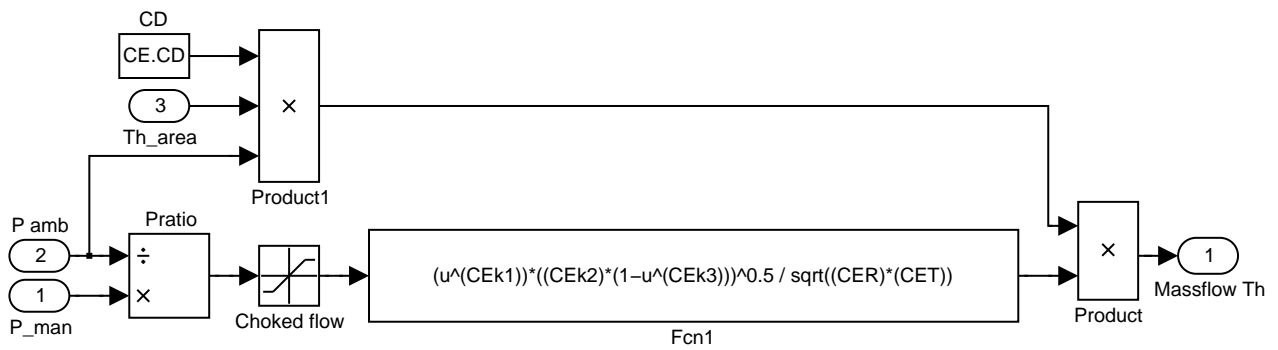 CD
CE.CD
3
Th_area
×
Product1
P amb
2
1
P_man
Pratio
÷
×
Choked flow
(u^(CEk1))*((CEk2)*(1−u^(CEk3)))^0.5 / sqrt((CER)*(CET))
Fcn1
×
Product
1
Massflow Th